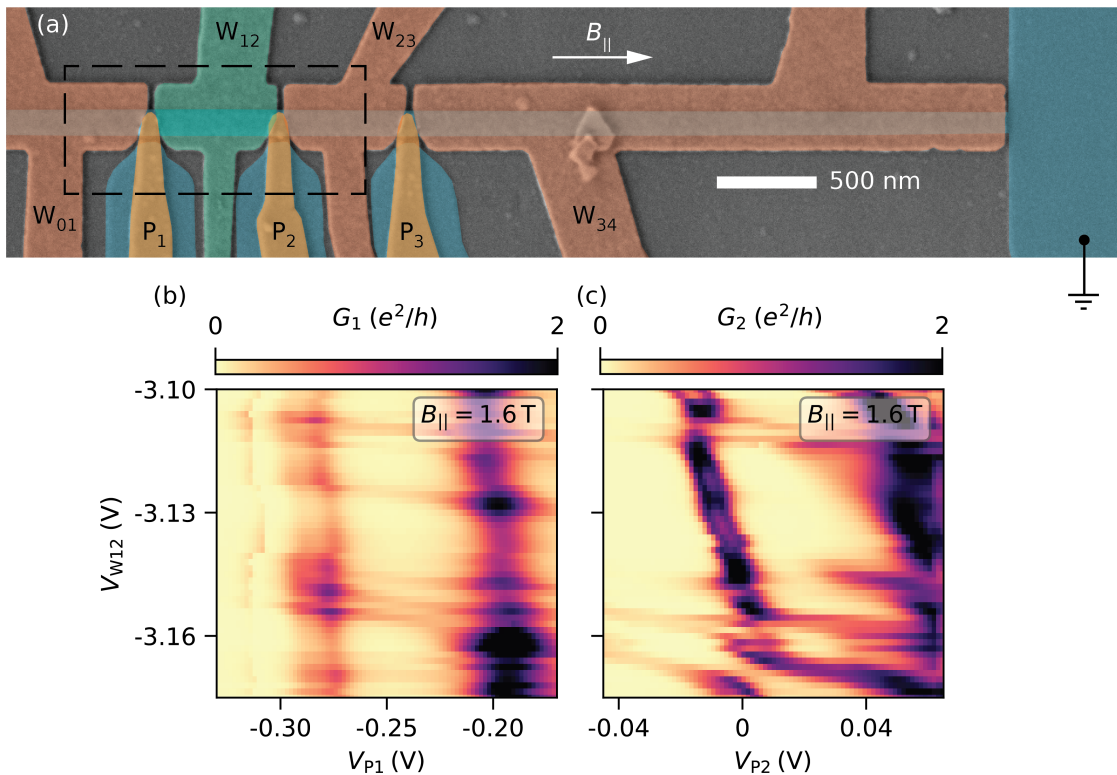 (a)
W12
W23
B||
500 nm
W01
P1
P2
P3
W34
(b)
(c)
0
G1 (e²/h)
2
0
G2 (e²/h)
2
-3.10
-3.13
-3.16
VW12 (V)
B|| = 1.6 T
B|| = 1.6 T
-0.30
-0.25
-0.20
-0.04
0
0.04
VP1 (V)
VP2 (V)